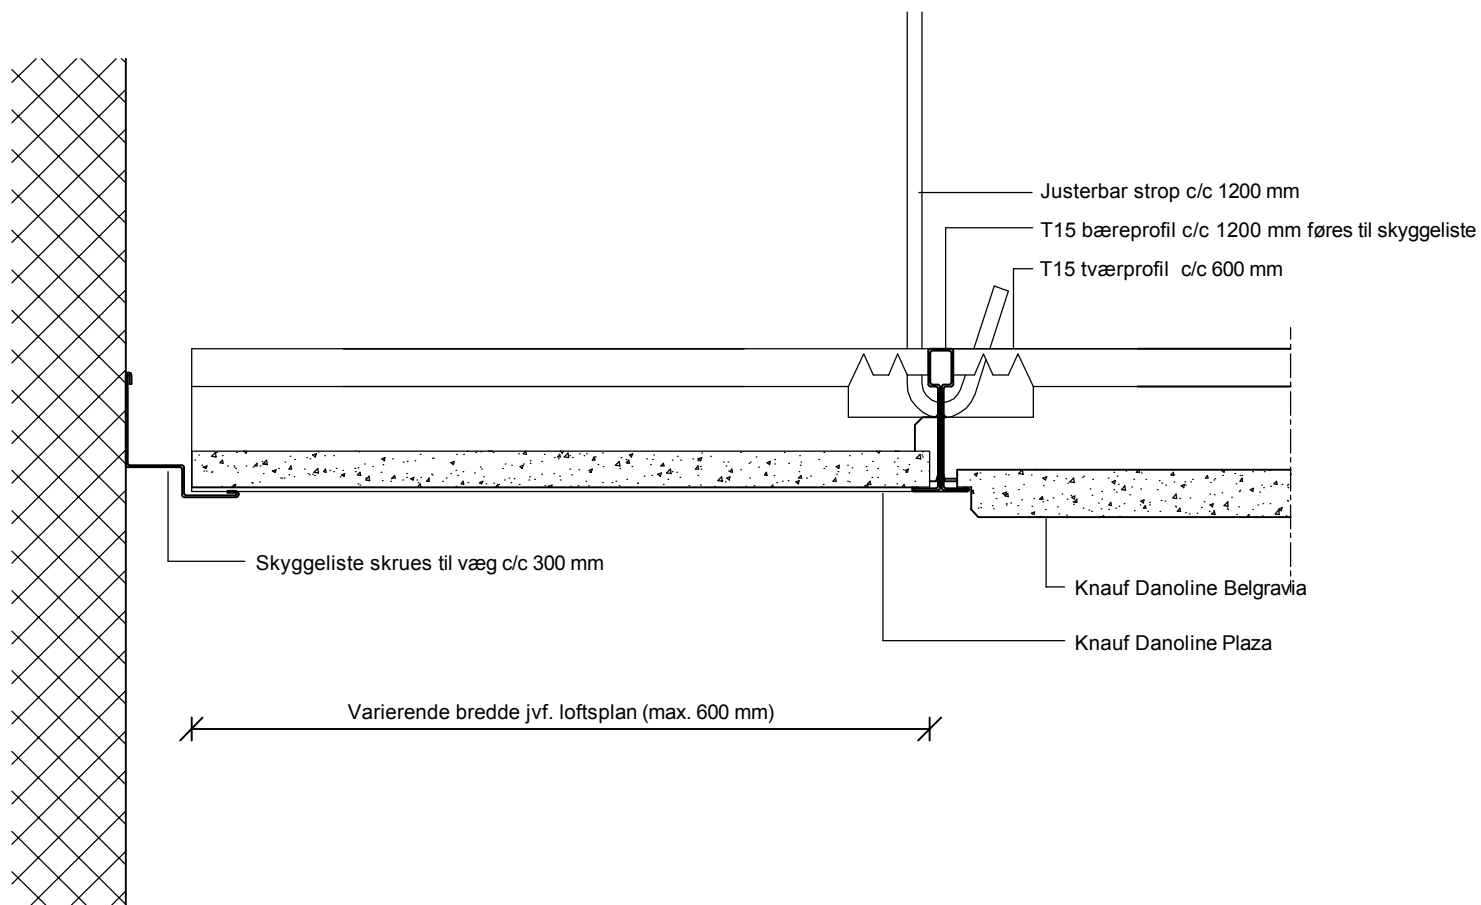 Justerbar strop c/c 1200 mm
T15 bæreprofil c/c 1200 mm føres til skyggeliste
T15 tværprofil c/c 600 mm
Skyggeliste skrues til væg c/c 300 mm
Knauf Danoline Belgravia
Knauf Danoline Plaza
Varierende bredde jvf. loftsplan (max. 600 mm)